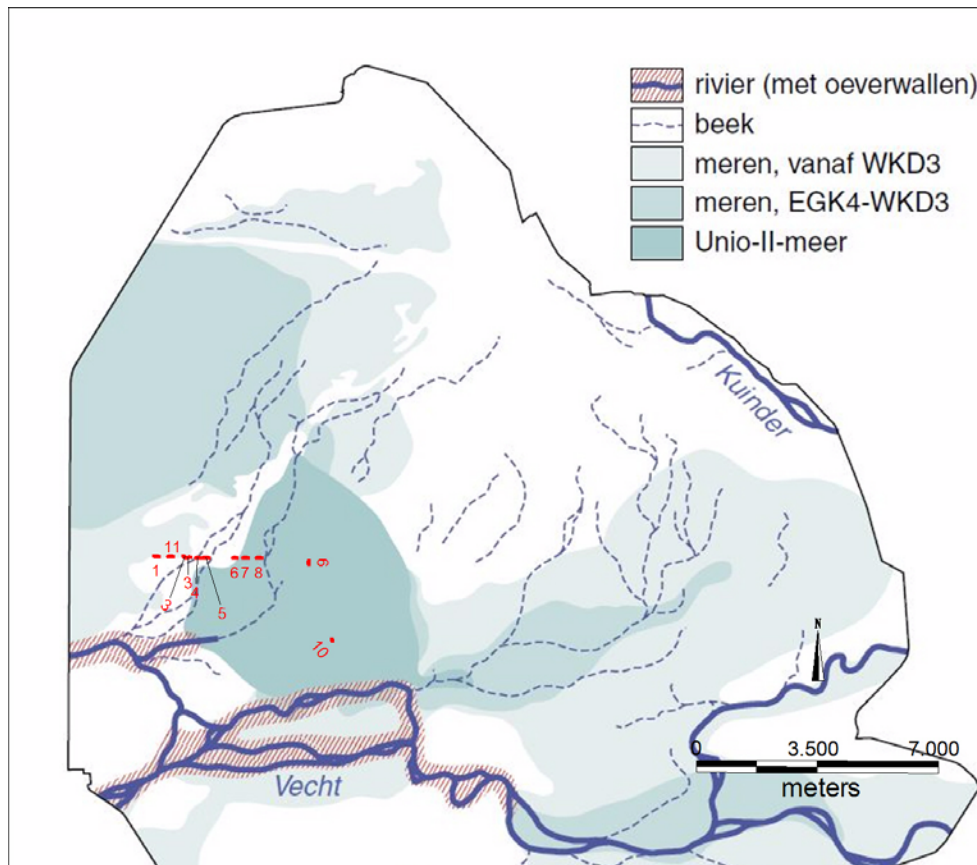 rivier (met oeverwallen)
beek
meren, vanaf WKD3
meren, EGK4-WKD3
Unio-II-meer
Kuinder
11
1
3
4
2
5
6 7 8
9
10
N
0 3.500 7.000
meters
Vecht